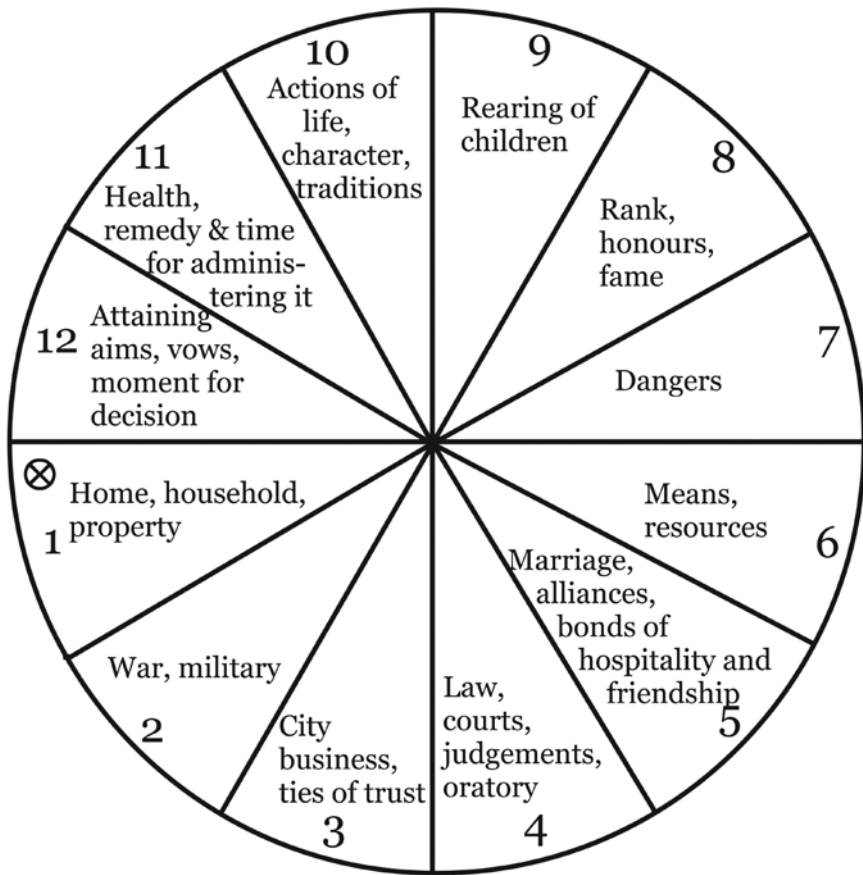 10
Actions of
life,
character,
traditions
9
Rearing of
children
8
Rank,
honours,
fame
7
Dangers
6
Means,
resources
5
Marriage,
alliances,
bonds of
hospitality and
friendship
4
Law,
courts,
judgements,
oratory
3
City
business,
ties of trust
2
War, military
1
Home, household,
property
12
Attaining
aims, vows,
moment for
decision
11
Health,
remedy & time
for adminis-
tering it